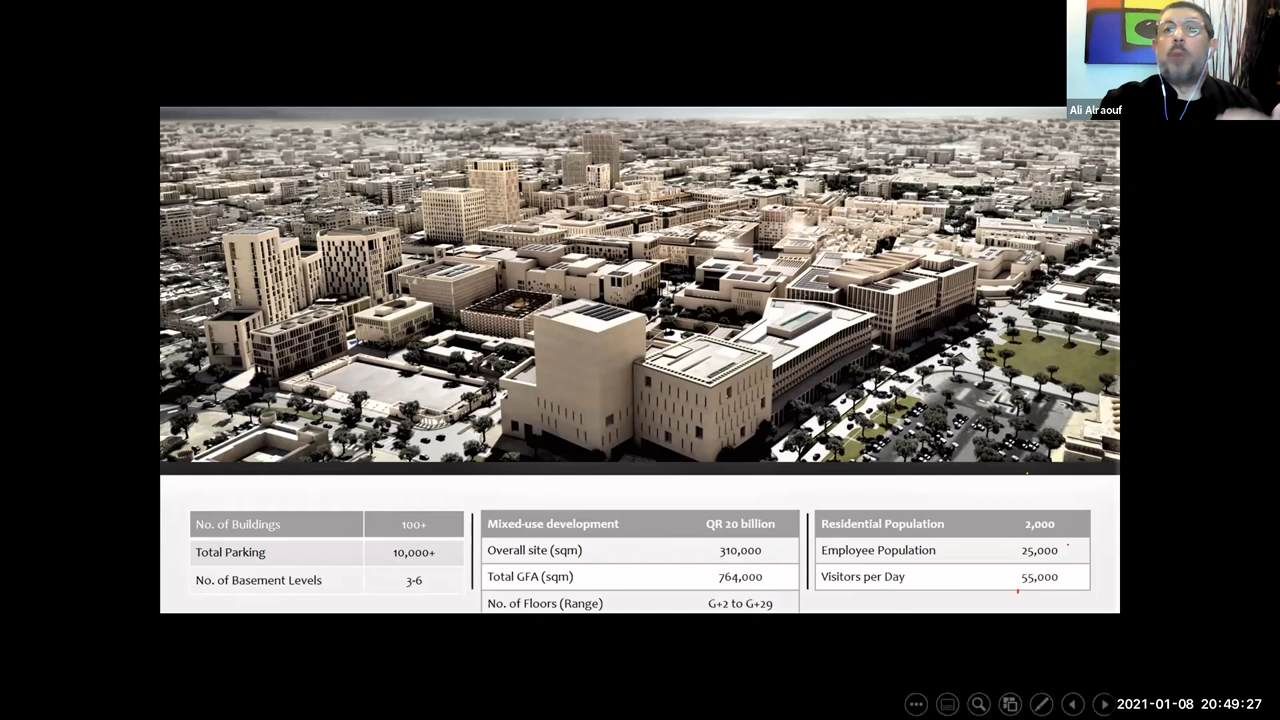 Ali Alraouf
No. of Buildings 100+
Total Parking 10,000+
No. of Basement Levels 3-6
Mixed-use development QR 20 billion
Overall site (sqm) 310,000
Total GFA (sqm) 764,000
No. of Floors (Range) G+2 to G+29
Residential Population 2,000
Employee Population 25,000
Visitors per Day 55,000
2021-01-08 20:49:27